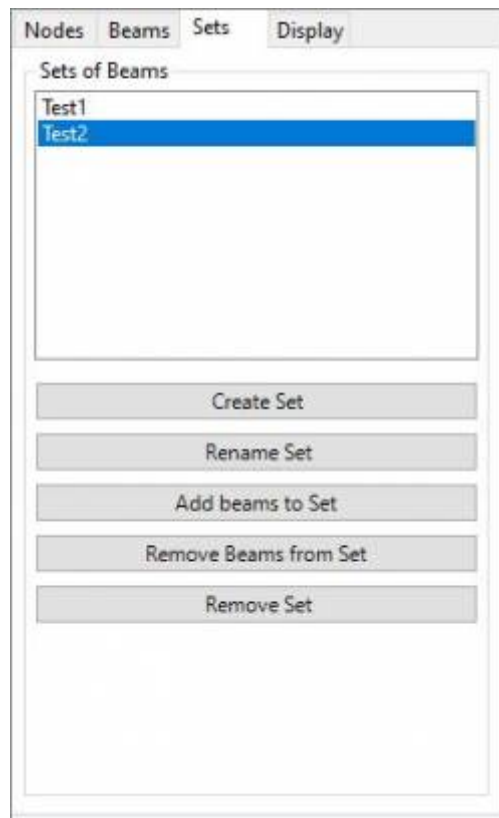 Nodes Beams Sets Display
Sets of Beams
Test1
Test2
Create Set
Rename Set
Add beams to Set
Remove Beams from Set
Remove Set